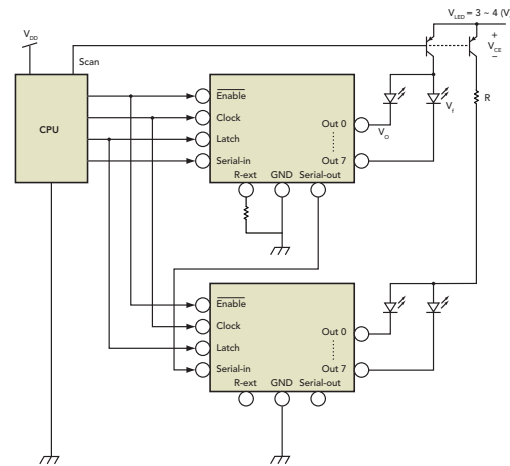 V_LED = 3 ~ 4 (V)
V_DD
+
V_CE
−
Scan
R
CPU
Enable
Clock
Latch
Serial-in
Out 0
Out 7
R-ext GND Serial-out
V_O
V_f
Enable
Clock
Latch
Serial-in
Out 0
Out 7
R-ext GND Serial-out